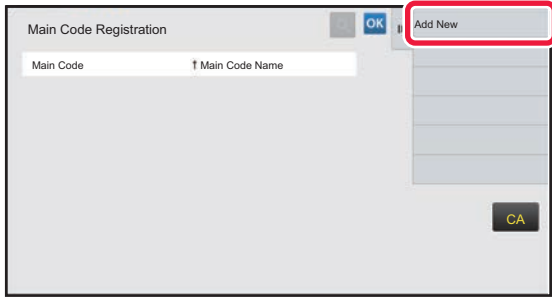 Main Code Registration
OK
Add New
Main Code
Main Code Name
CA